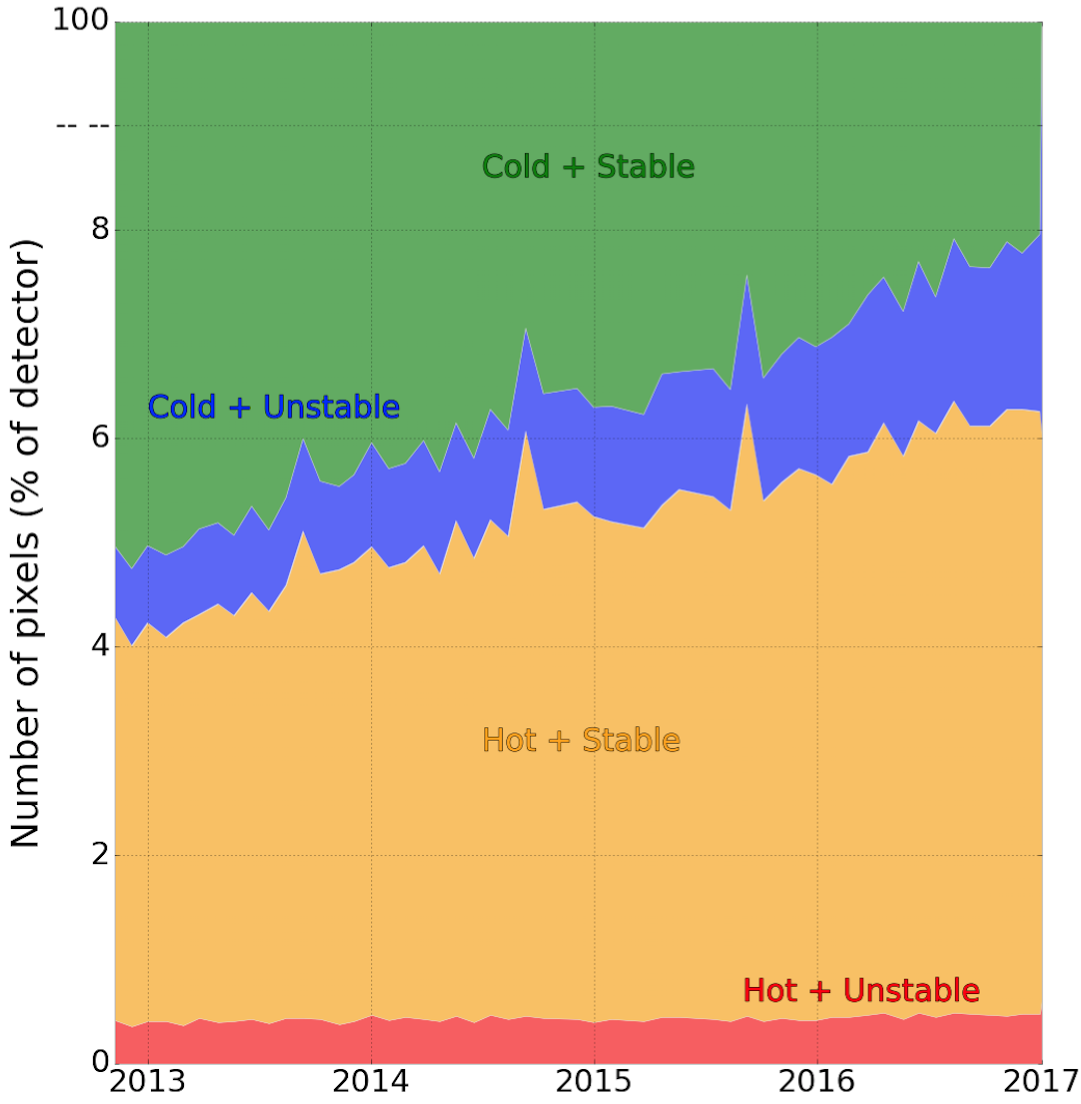 100
-- --
8
6
4
2
0
Number of pixels (% of detector)
Cold + Stable
Cold + Unstable
Hot + Stable
Hot + Unstable
2013 2014 2015 2016 2017